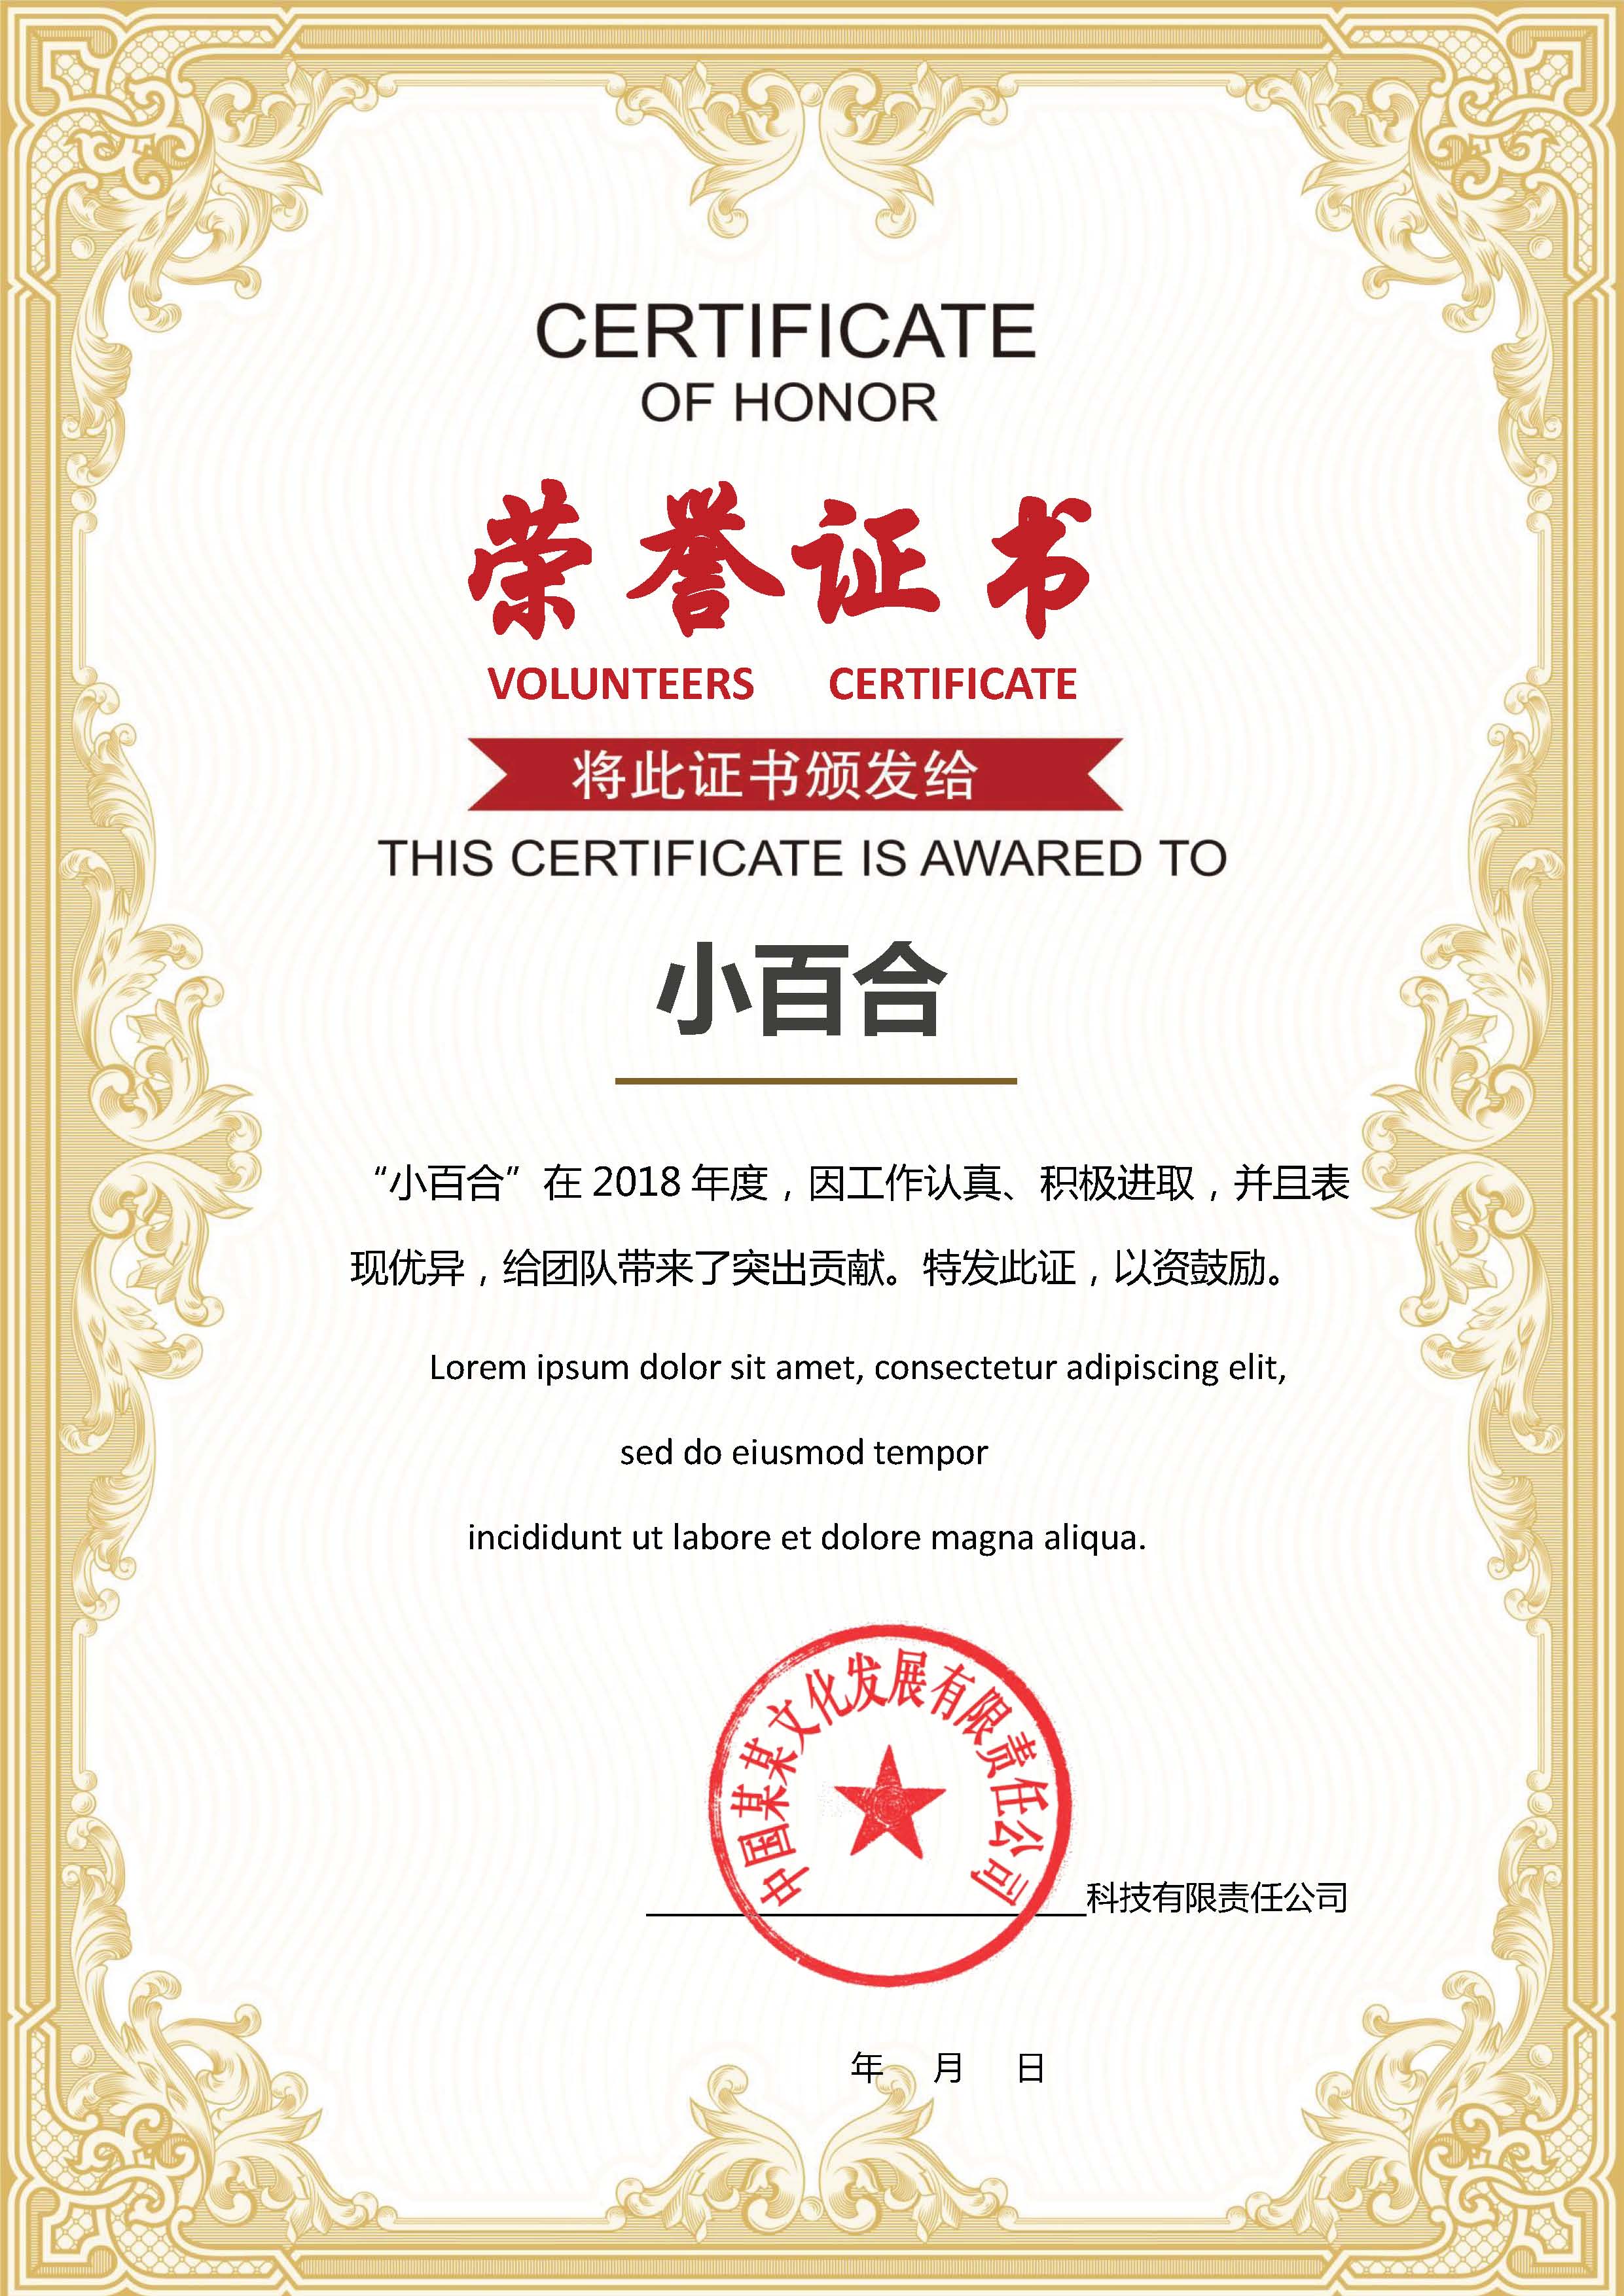 CERTIFICATE
OF HONOR
荣誉证书
VOLUNTEERS CERTIFICATE
将此证书颁发给
THIS CERTIFICATE IS AWARED TO
小百合
“小百合”在 2018 年度，因工作认真、积极进取，并且表
现优异，给团队带来了突出贡献。特发此证，以资鼓励。
Lorem ipsum dolor sit amet, consectetur adipiscing elit,
sed do eiusmod tempor
incididunt ut labore et dolore magna aliqua.
中国某某文化发展有限责任公司
科技有限责任公司
年 月 日